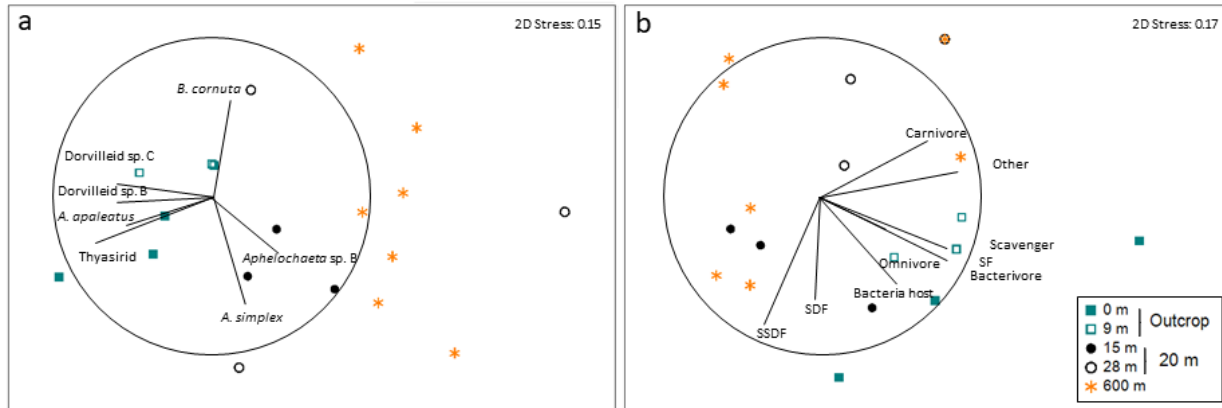 a
2D Stress: 0.15
B. cornuta
Dorvilleid sp. C
Dorvilleid sp. B
A. apaleatus
Thyasirid
Aphelochaeta sp. B
A. simplex
b
2D Stress: 0.17
Carnivore
Other
Scavenger
SF
Omnivore
Bacterivore
Bacteria host
SDF
SSDF
0 m
9 m
Outcrop
15 m
28 m
20 m
600 m